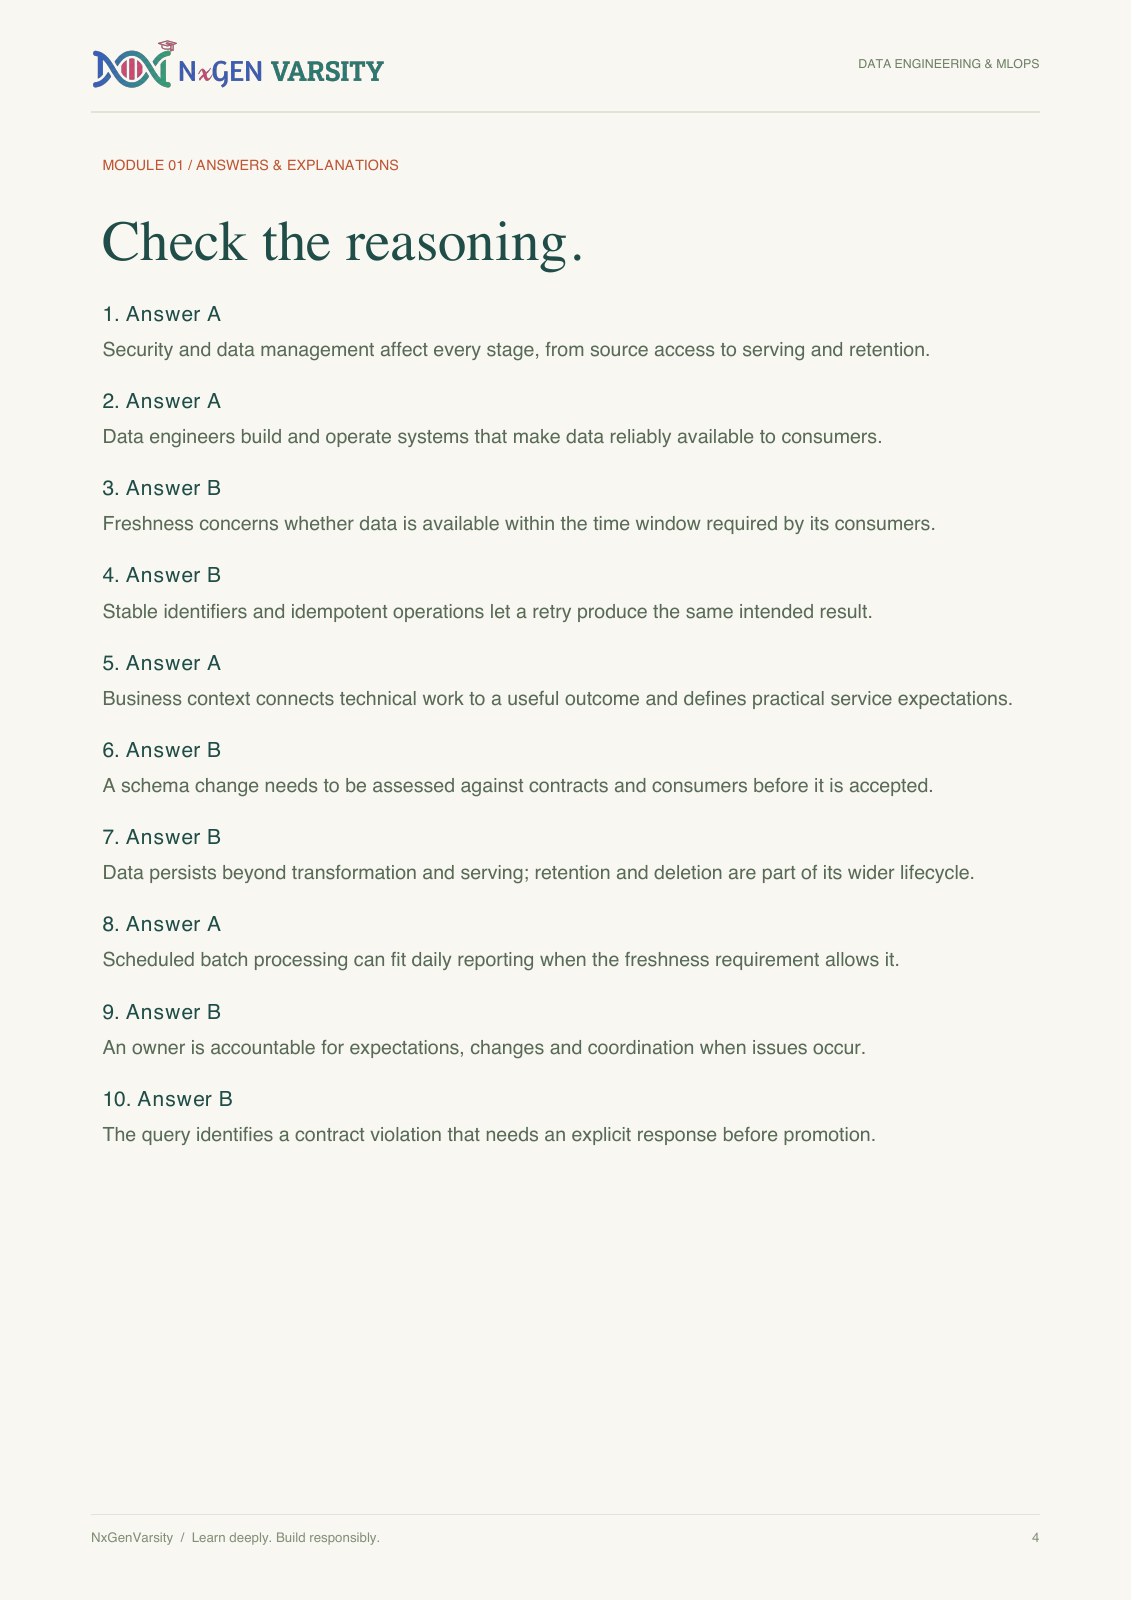 NxGEN VARSITY
DATA ENGINEERING & MLOPS
MODULE 01 / ANSWERS & EXPLANATIONS
Check the reasoning.
1. Answer A
Security and data management affect every stage, from source access to serving and retention.
2. Answer A
Data engineers build and operate systems that make data reliably available to consumers.
3. Answer B
Freshness concerns whether data is available within the time window required by its consumers.
4. Answer B
Stable identifiers and idempotent operations let a retry produce the same intended result.
5. Answer A
Business context connects technical work to a useful outcome and defines practical service expectations.
6. Answer B
A schema change needs to be assessed against contracts and consumers before it is accepted.
7. Answer B
Data persists beyond transformation and serving; retention and deletion are part of its wider lifecycle.
8. Answer A
Scheduled batch processing can fit daily reporting when the freshness requirement allows it.
9. Answer B
An owner is accountable for expectations, changes and coordination when issues occur.
10. Answer B
The query identifies a contract violation that needs an explicit response before promotion.
NxGenVarsity / Learn deeply. Build responsibly.
4